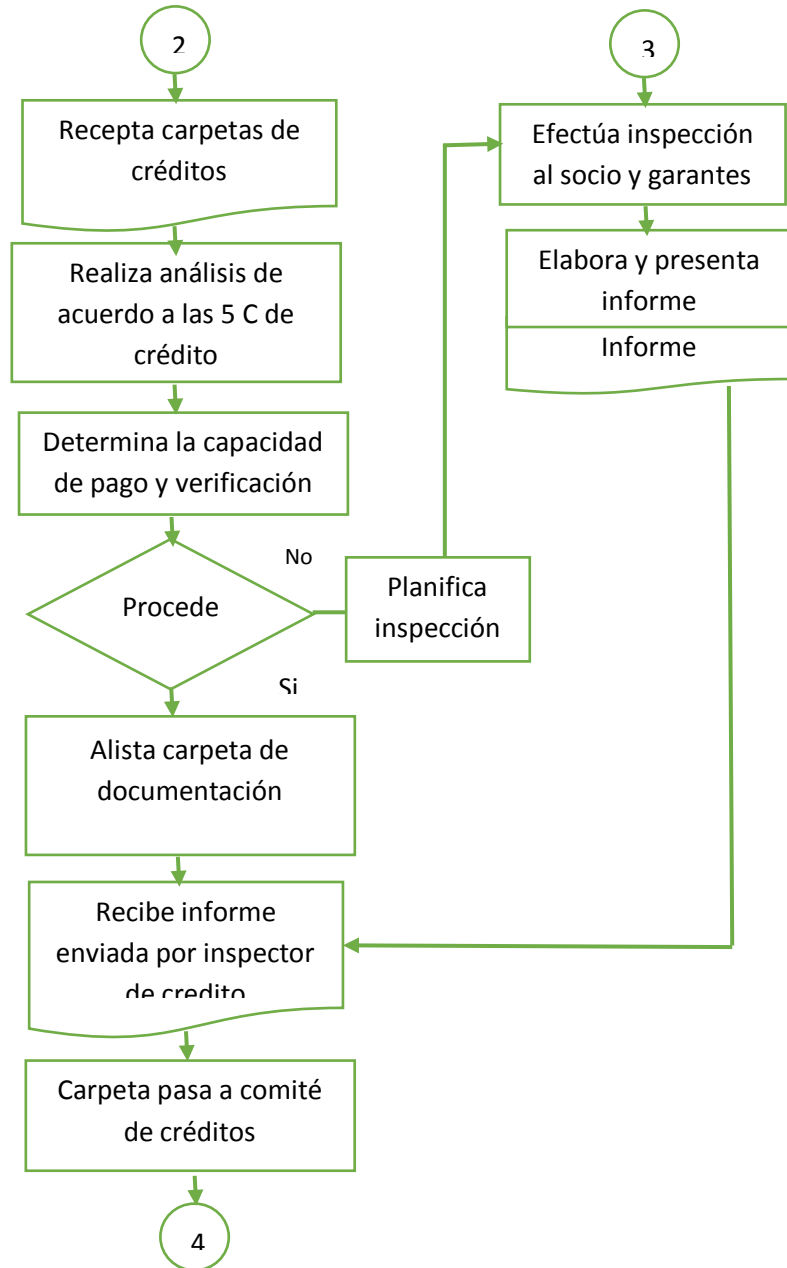 2
Recepta carpetas de
créditos
Realiza análisis de
acuerdo a las 5 C de
crédito
Determina la capacidad
de pago y verificación
Procede
No
Si
Planifica
inspección
Alista carpeta de
documentación
Recibe informe
enviada por inspector
de credito
Carpeta pasa a comité
de créditos
4
3
Efectúa inspección
al socio y garantes
Elabora y presenta
informe
Informe